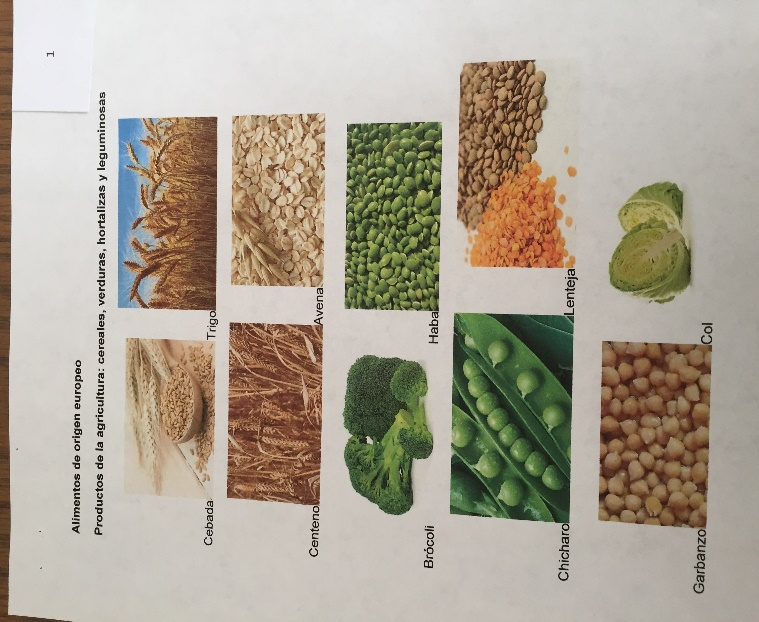 1
Alimentos de origen europeo
Productos de la agricultura: cereales, verduras, hortalizas y leguminosas
Cebada
Trigo
Centeno
Avena
Brócoli
Haba
Chicharo
Lenteja
Garbanzo
Col